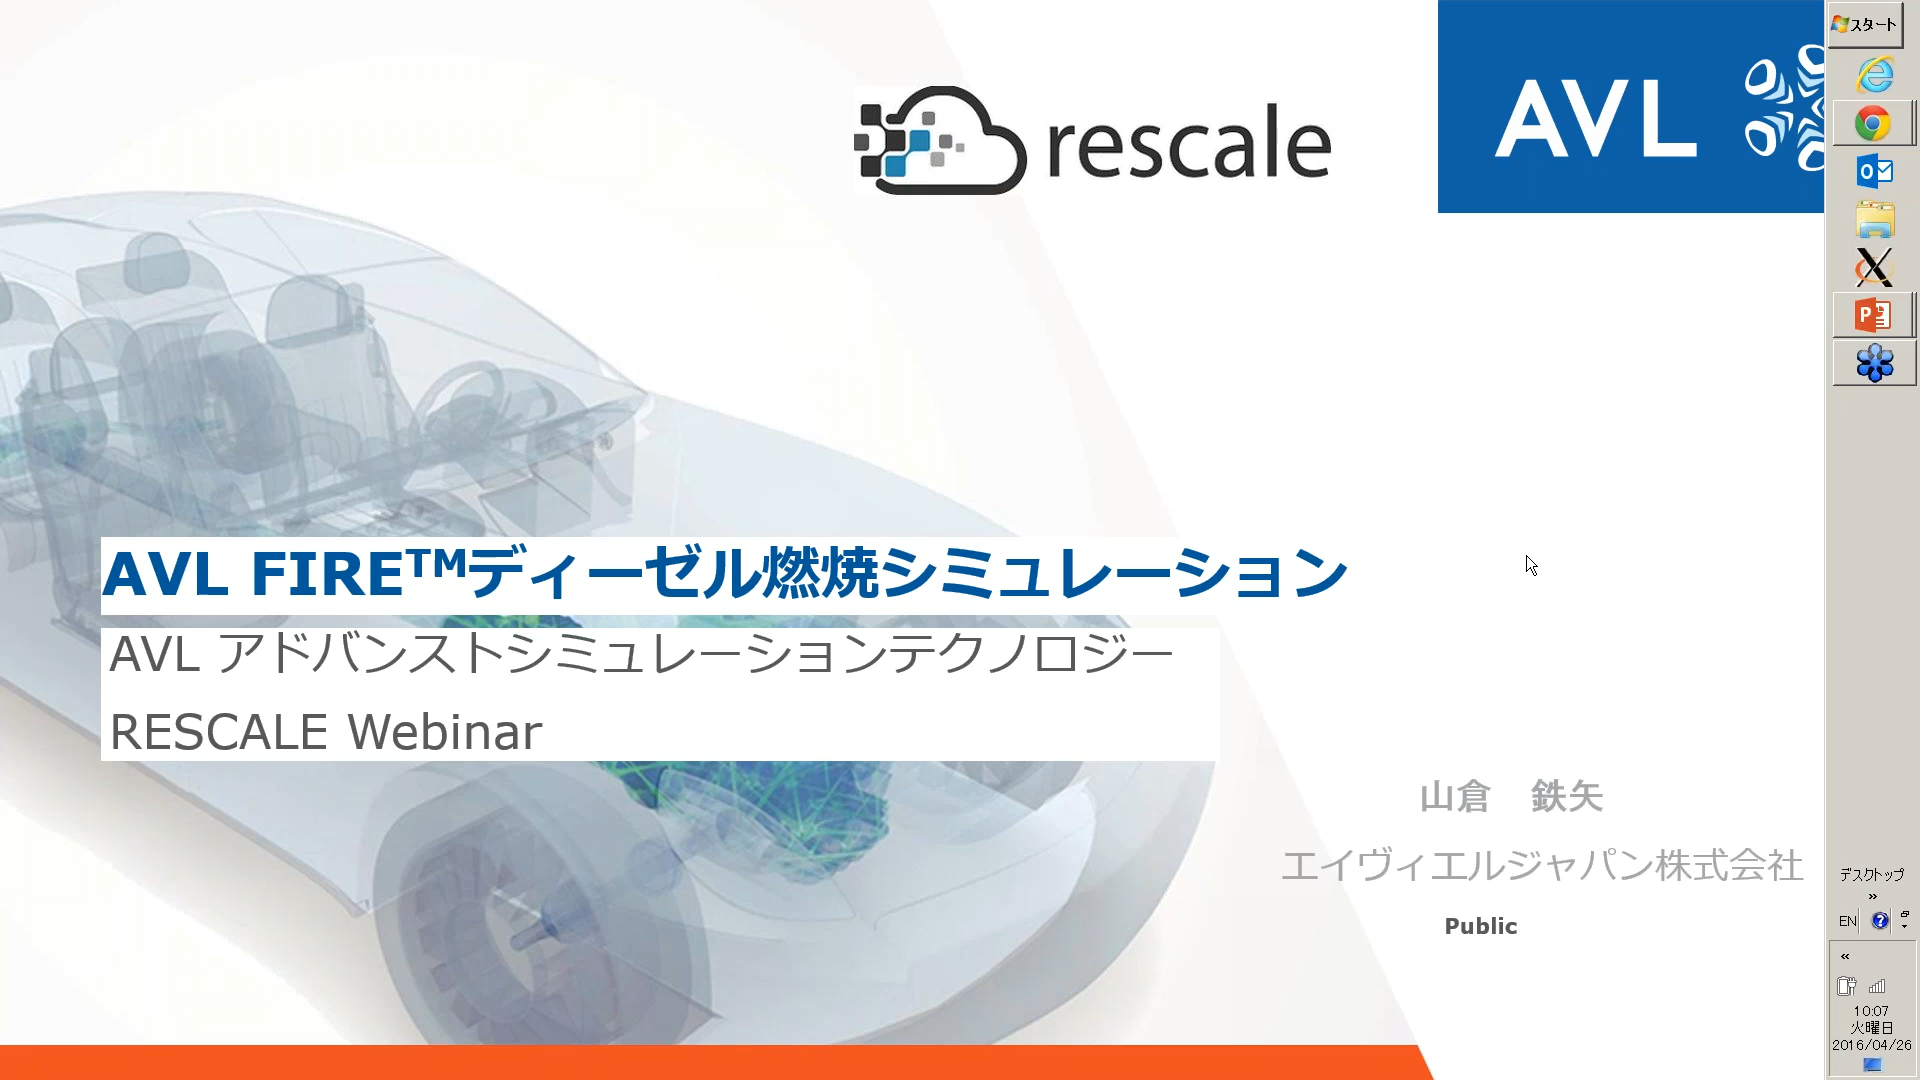 rescale
AVL
AVL FIRE™ディーゼル燃焼シミュレーション
AVL アドバンストシミュレーションテクノロジー
RESCALE Webinar
山倉　鉄矢
エイヴィエルジャパン株式会社
Public
スタート
デスクトップ
»
EN
«
10:07
火曜日
2016/04/26